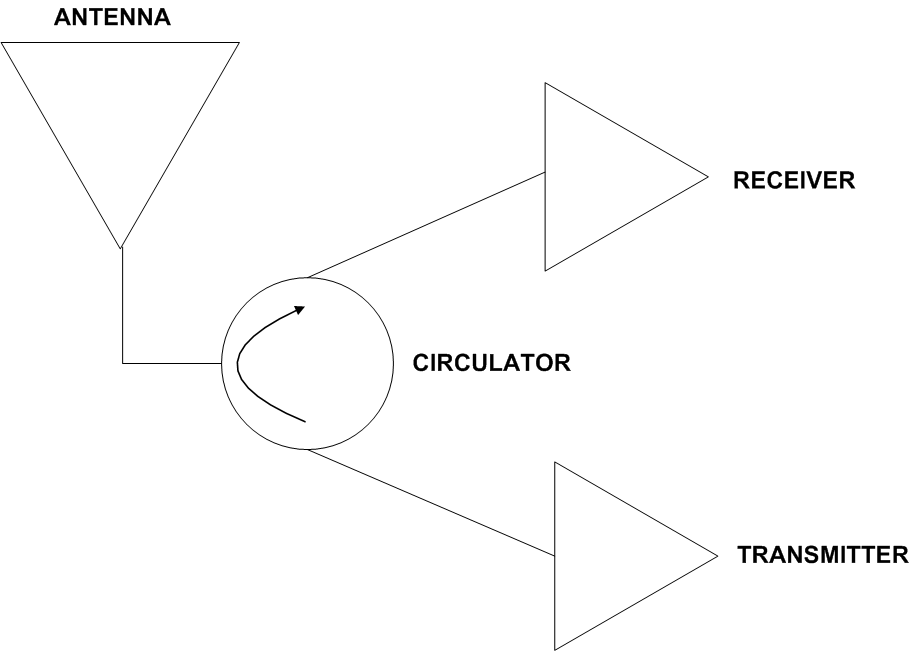 ANTENNA
RECEIVER
CIRCULATOR
TRANSMITTER